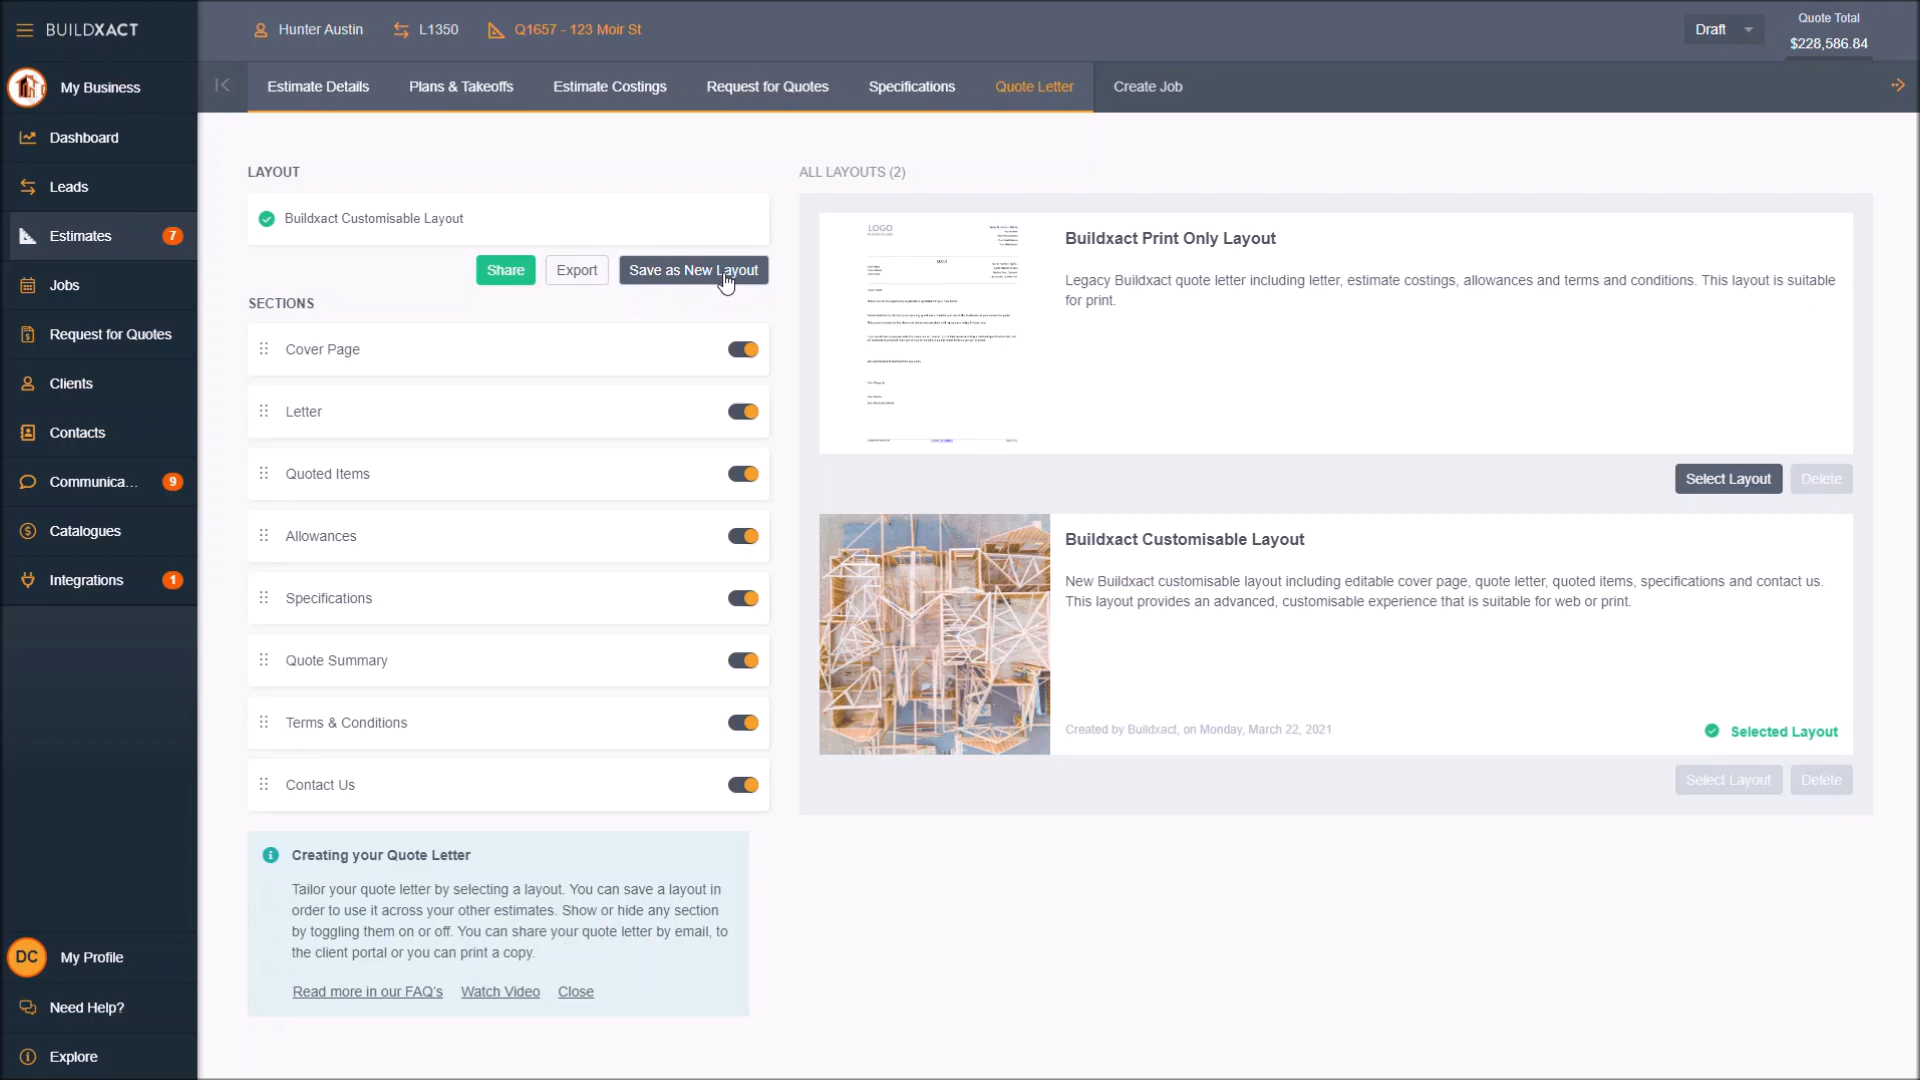 BUILDXACT
Hunter Austin
L1350
Q1657 - 123 Moir St
Draft
Quote Total
$228,586.84
My Business
Estimate Details
Plans & Takeoffs
Estimate Costings
Request for Quotes
Specifications
Quote Letter
Create Job
Dashboard
Leads
Estimates
7
Jobs
Request for Quotes
Clients
Contacts
Communica...
9
Catalogues
Integrations
1
DC
My Profile
Need Help?
Explore
LAYOUT
Buildxact Customisable Layout
Share
Export
Save as New Layout
SECTIONS
Cover Page
Letter
Quoted Items
Allowances
Specifications
Quote Summary
Terms & Conditions
Contact Us
Creating your Quote Letter
Tailor your quote letter by selecting a layout. You can save a layout in
order to use it across your other estimates. Show or hide any section
by toggling them on or off. You can share your quote letter by email, to
the client portal or you can print a copy.
Read more in our FAQ's
Watch Video
Close
ALL LAYOUTS (2)
LOGO
Buildxact Print Only Layout
Legacy Buildxact quote letter including letter, estimate costings, allowances and terms and conditions. This layout is suitable
for print.
Select Layout
Delete
Buildxact Customisable Layout
New Buildxact customisable layout including editable cover page, quote letter, quoted items, specifications and contact us.
This layout provides an advanced, customisable experience that is suitable for web or print.
Created by Buildxact, on Monday, March 22, 2021
Selected Layout
Select Layout
Delete